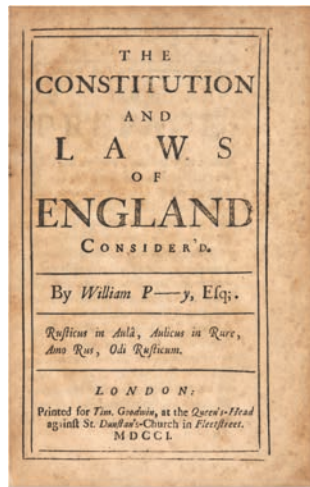 THE
CONSTITUTION
AND
LAWS
OF
ENGLAND
CONSIDER'D.
By William P—y, Eſq;.
Ruſticus in Aulâ, Aulicus in Rure,
Amo Rus, Odi Ruſticum.
LONDON:
Printed for Tim. Goodwin, at the Queen's-Head
againſt St. Dunſtan's-Church in Fleetſtreet.
MDCCI.